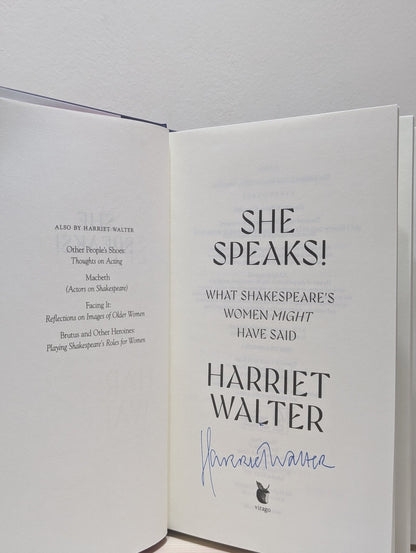 ALSO BY HARRIET WALTER
Other People's Shoes:
Thoughts on Acting
Macbeth
(Actors on Shakespeare)
Facing It:
Reflections on Images of Older Women
Brutus and Other Heroines:
Playing Shakespeare's Roles for Women
SHE
SPEAKS!
WHAT SHAKESPEARE'S
WOMEN MIGHT
HAVE SAID
HARRIET
WALTER
Harriet Walter
virago